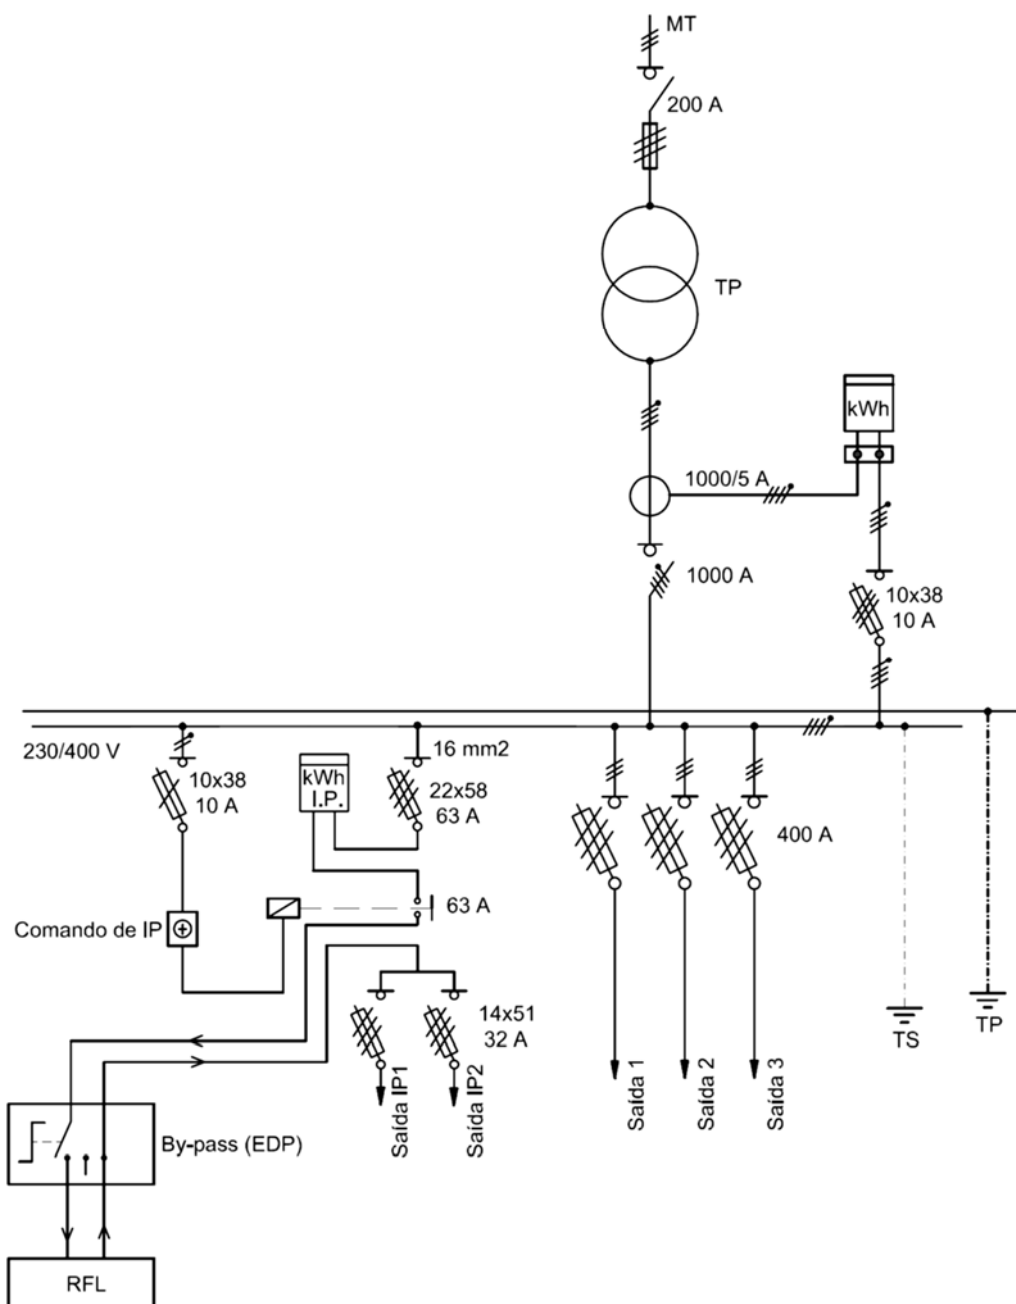 MT
200 A
TP
kWh
1000/5 A
1000 A
10x38
10 A
230/400 V
10x38
10 A
kWh
I.P.
16 mm2
22x58
63 A
400 A
63 A
Comando de IP
14x51
32 A
TS
TP
Saída IP1
Saída IP2
Saída 1
Saída 2
Saída 3
By-pass (EDP)
RFL